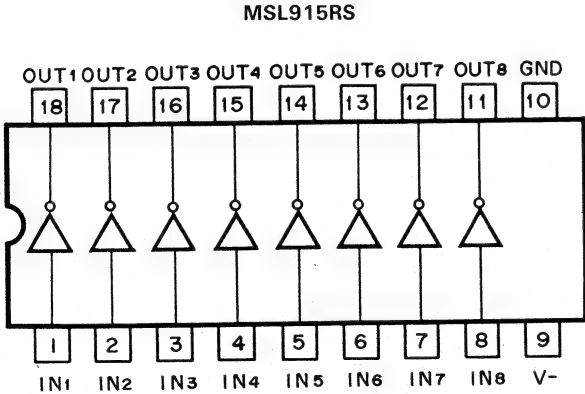 MSL915RS
OUT1 OUT2 OUT3 OUT4 OUT5 OUT6 OUT7 OUT8 GND
18 17 16 15 14 13 12 11 10
1 2 3 4 5 6 7 8 9
IN1 IN2 IN3 IN4 IN5 IN6 IN7 IN8 V-